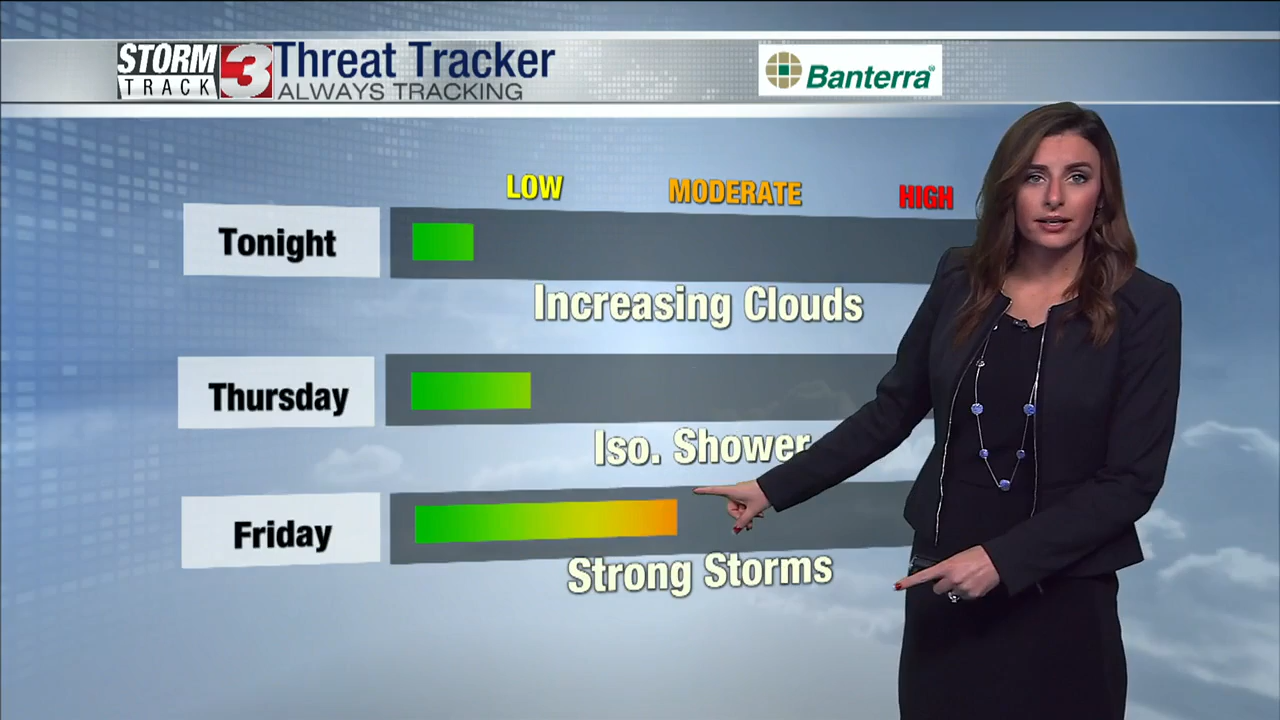 STORM
TRACK
3
Threat Tracker
ALWAYS TRACKING
Banterra®
LOW
MODERATE
HIGH
Tonight
Increasing Clouds
Thursday
Iso. Shower
Friday
Strong Storms